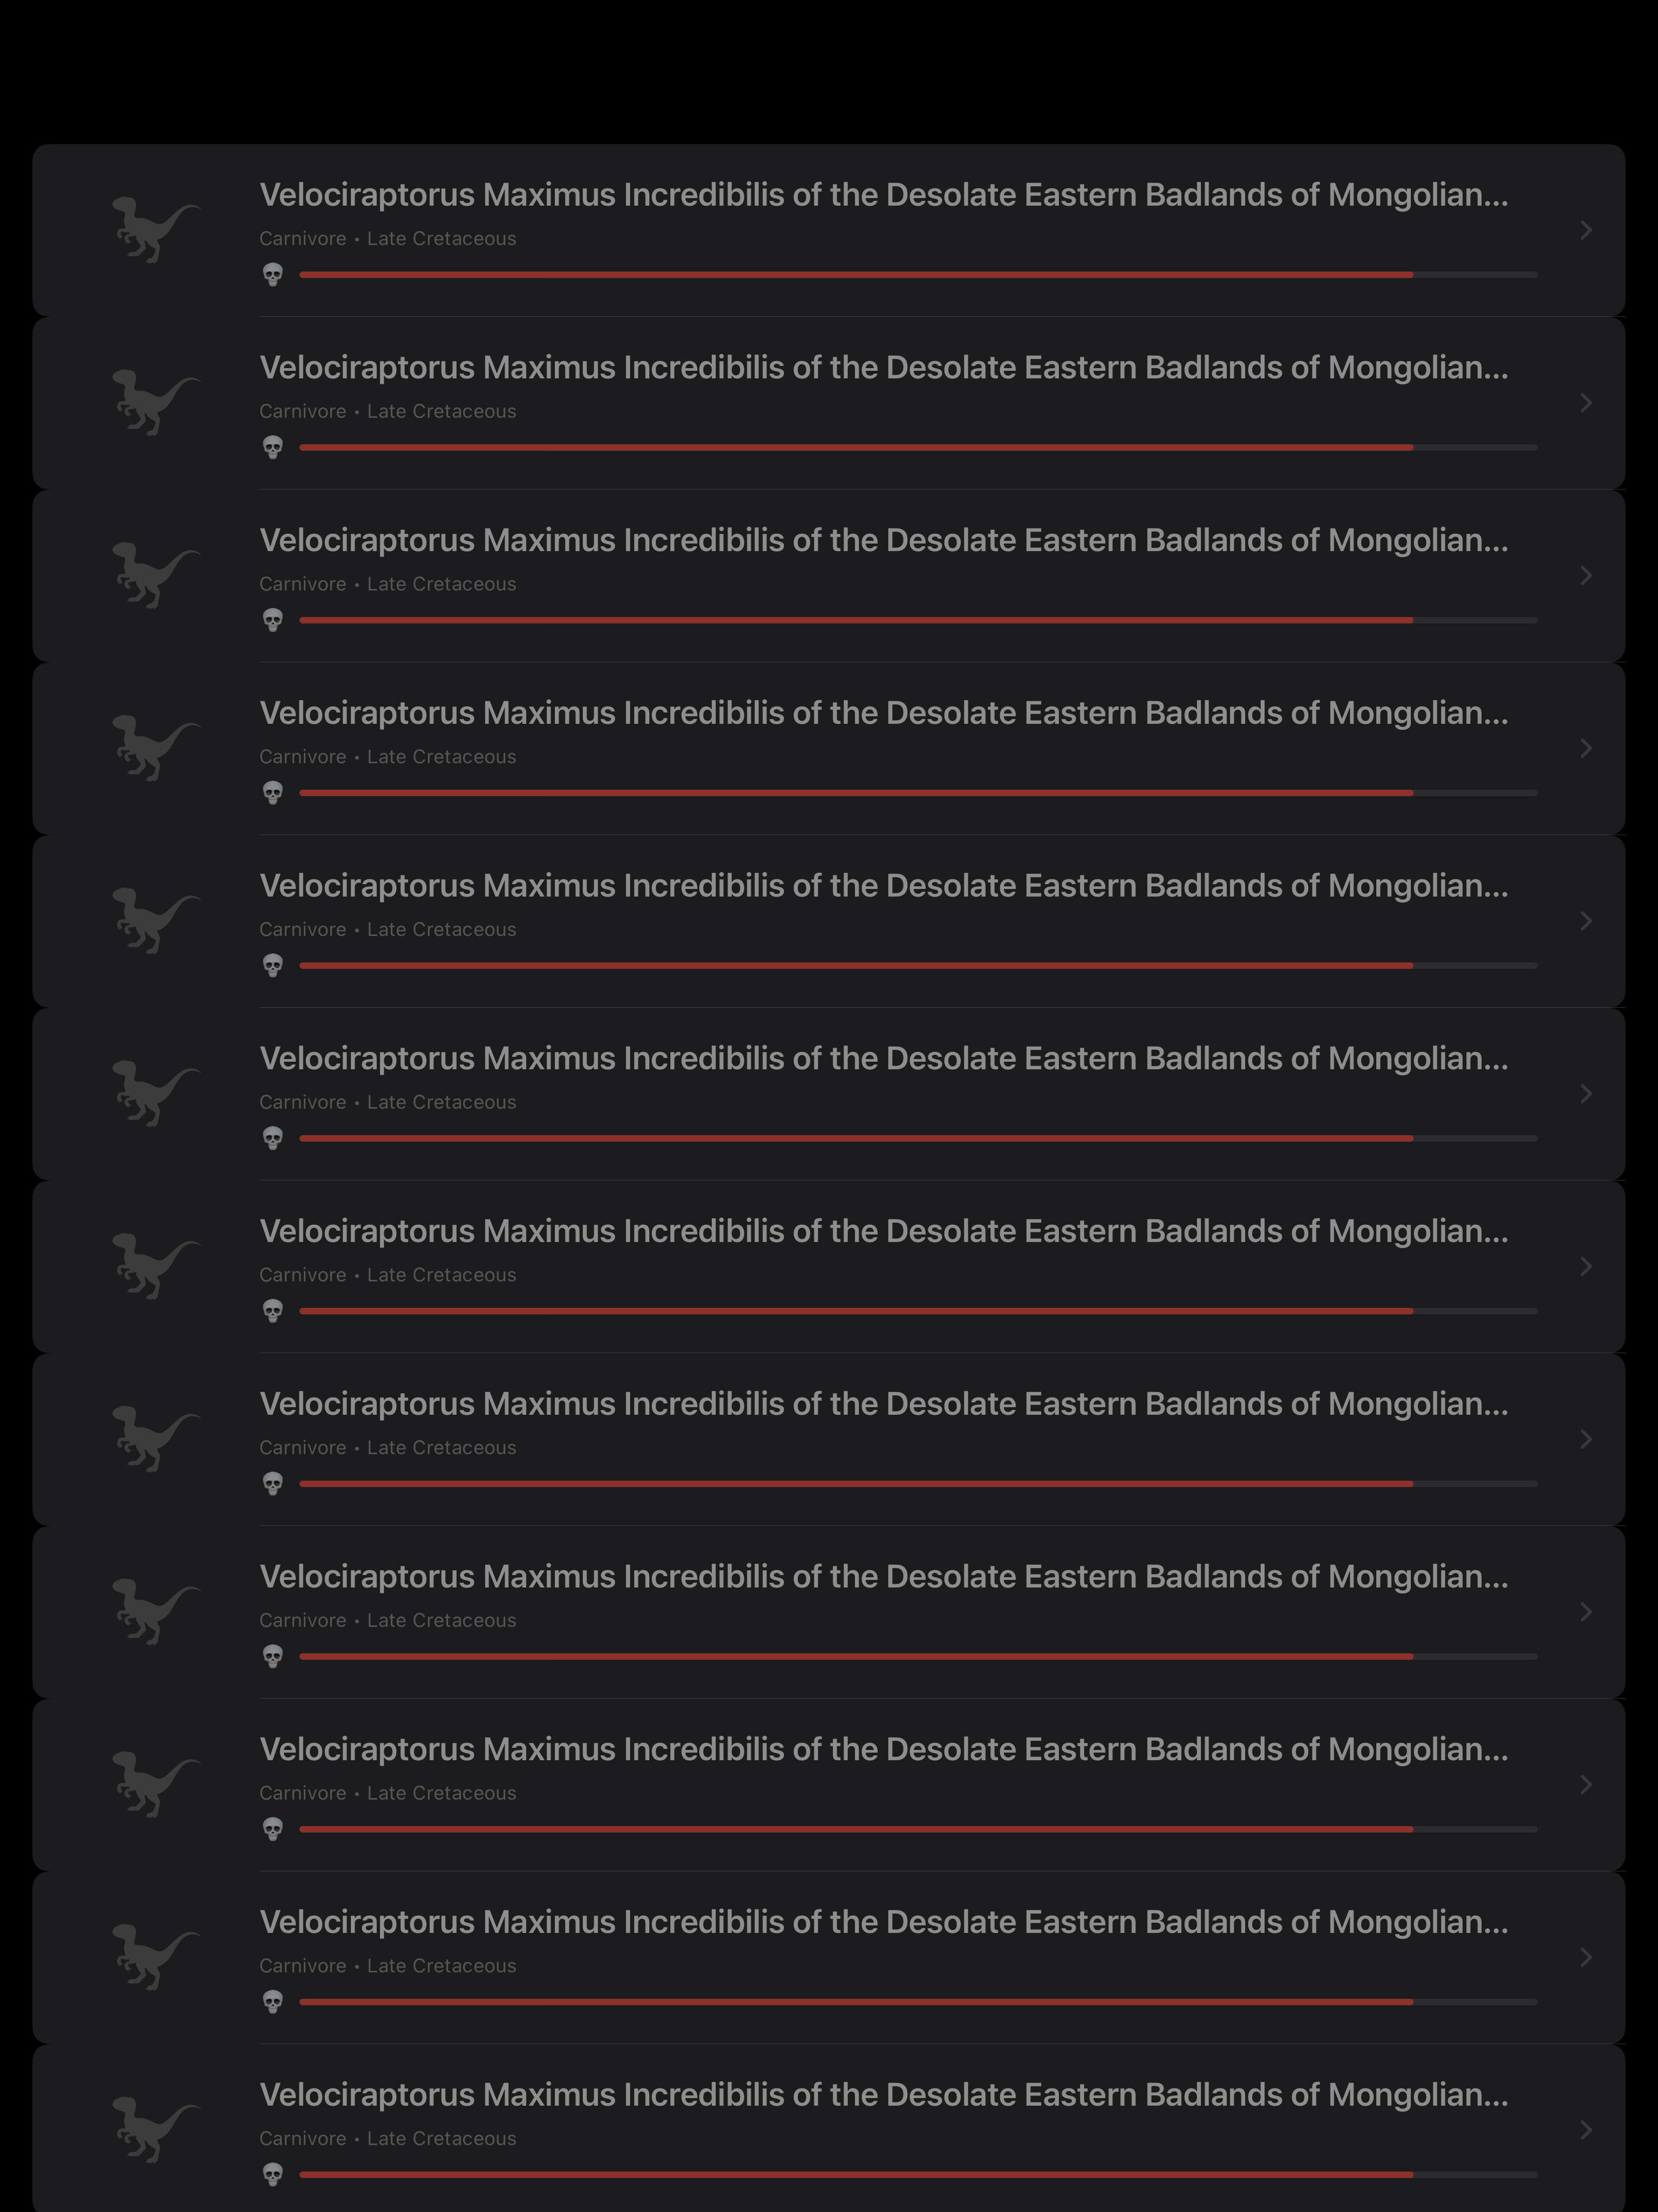 Velociraptorus Maximus Incredibilis of the Desolate Eastern Badlands of Mongolian...
Carnivore • Late Cretaceous
Velociraptorus Maximus Incredibilis of the Desolate Eastern Badlands of Mongolian...
Carnivore • Late Cretaceous
Velociraptorus Maximus Incredibilis of the Desolate Eastern Badlands of Mongolian...
Carnivore • Late Cretaceous
Velociraptorus Maximus Incredibilis of the Desolate Eastern Badlands of Mongolian...
Carnivore • Late Cretaceous
Velociraptorus Maximus Incredibilis of the Desolate Eastern Badlands of Mongolian...
Carnivore • Late Cretaceous
Velociraptorus Maximus Incredibilis of the Desolate Eastern Badlands of Mongolian...
Carnivore • Late Cretaceous
Velociraptorus Maximus Incredibilis of the Desolate Eastern Badlands of Mongolian...
Carnivore • Late Cretaceous
Velociraptorus Maximus Incredibilis of the Desolate Eastern Badlands of Mongolian...
Carnivore • Late Cretaceous
Velociraptorus Maximus Incredibilis of the Desolate Eastern Badlands of Mongolian...
Carnivore • Late Cretaceous
Velociraptorus Maximus Incredibilis of the Desolate Eastern Badlands of Mongolian...
Carnivore • Late Cretaceous
Velociraptorus Maximus Incredibilis of the Desolate Eastern Badlands of Mongolian...
Carnivore • Late Cretaceous
Velociraptorus Maximus Incredibilis of the Desolate Eastern Badlands of Mongolian...
Carnivore • Late Cretaceous